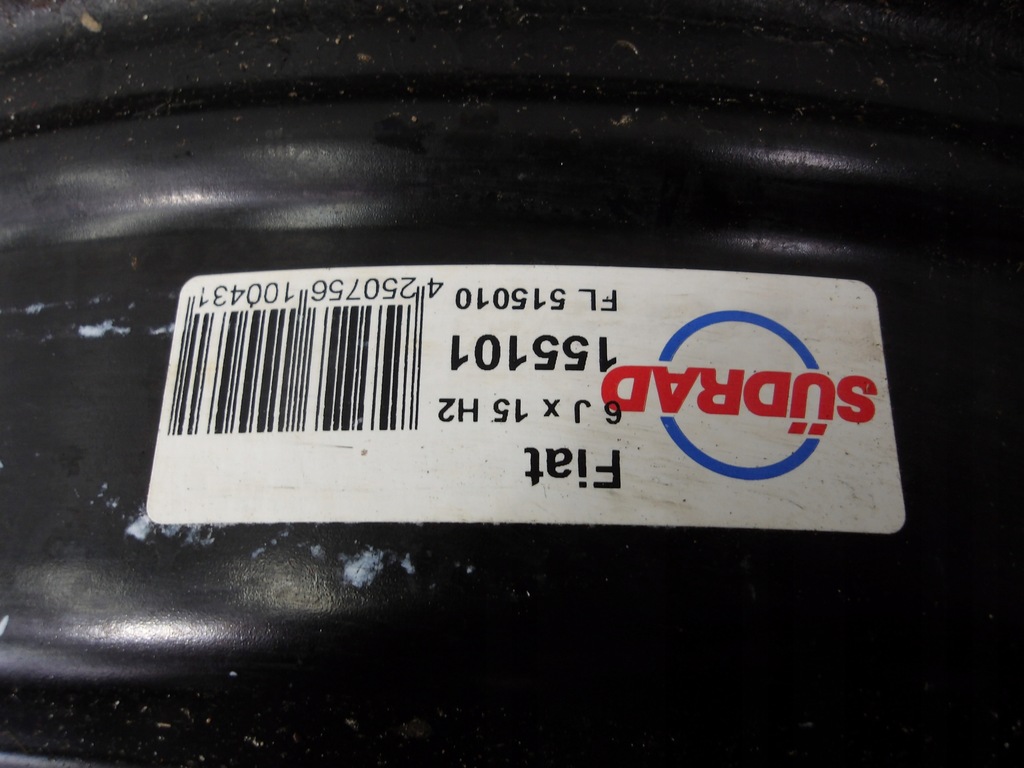 SÜDRAD
Fiat
6 J x 15 H2
155101
FL 515010
4 250756 100431